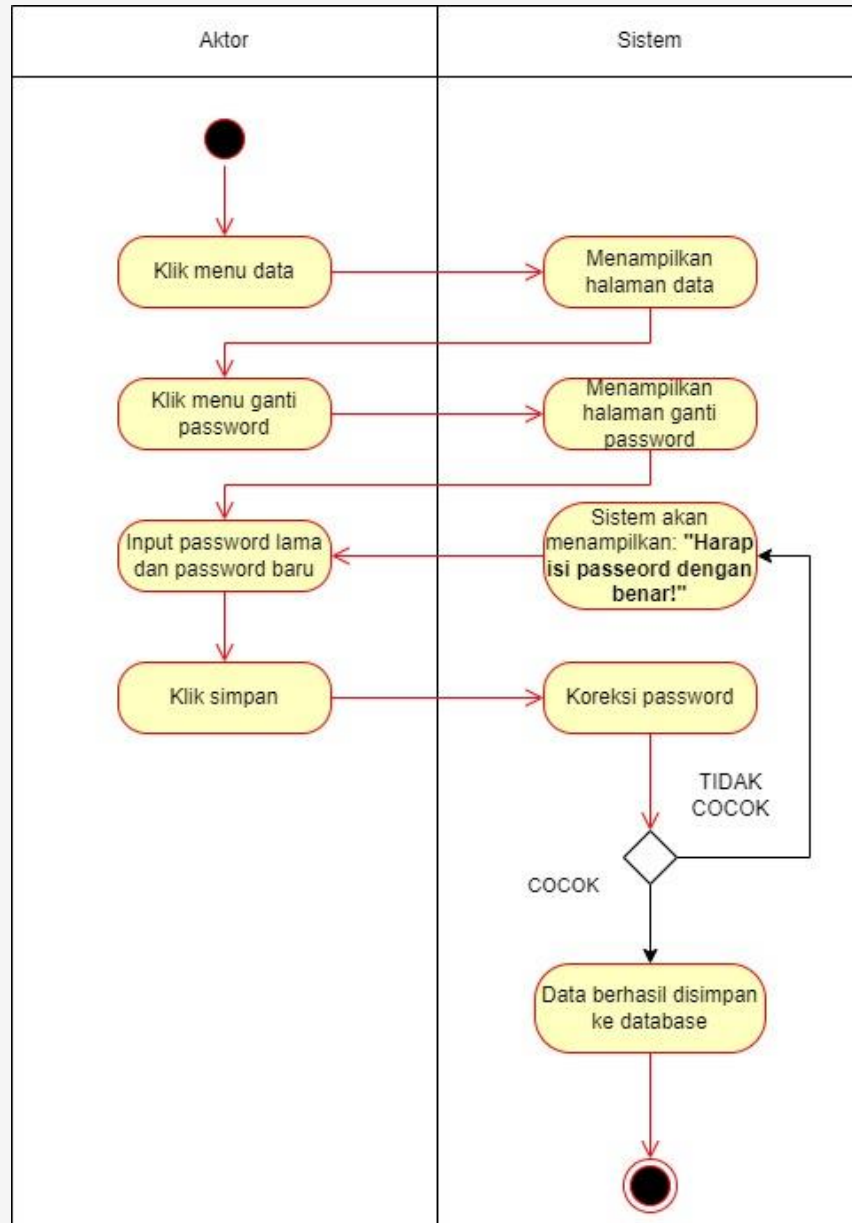 Aktor
Sistem
Klik menu data
Menampilkan
halaman data
Klik menu ganti
password
Menampilkan
halaman ganti
password
Input password lama
dan password baru
Sistem akan
menampilkan: "Harap
isi passeord dengan
benar!"
Klik simpan
Koreksi password
TIDAK
COCOK
COCOK
Data berhasil disimpan
ke database